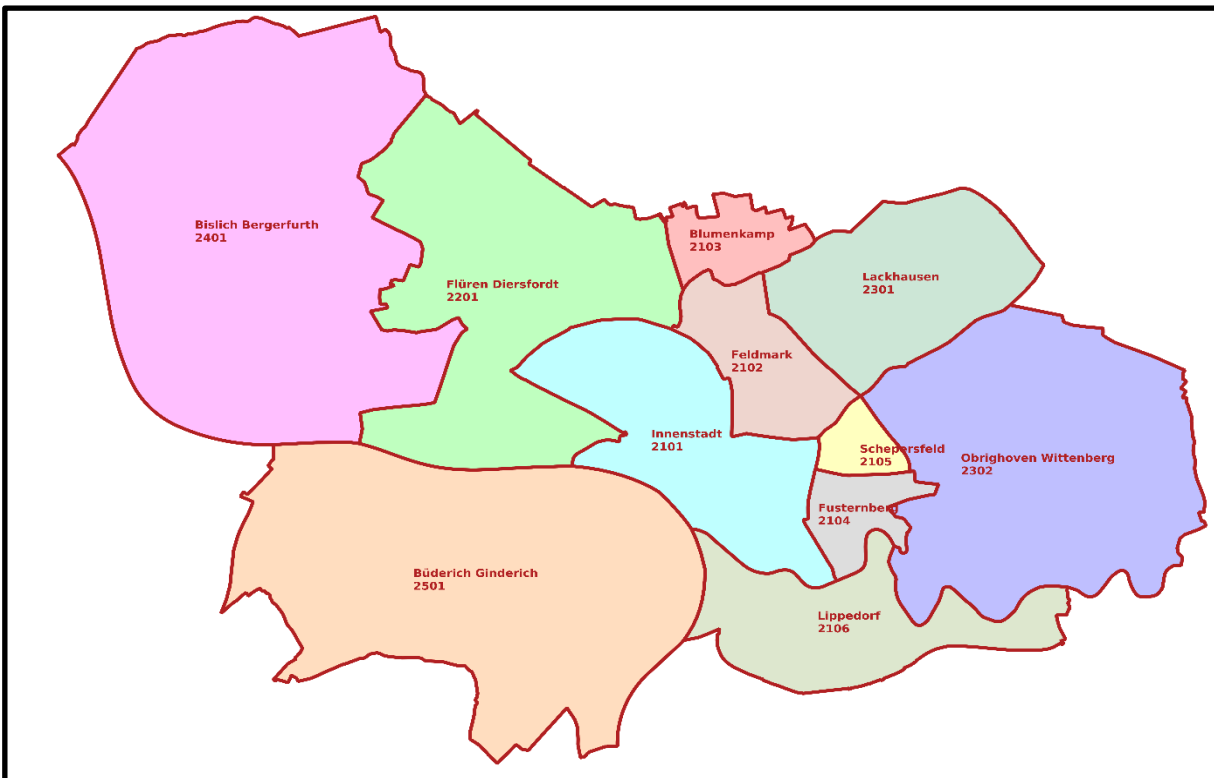 Bislich Bergerfurth
2401
Flüren Diersfordt
2201
Blumenkamp
2103
Lackhausen
2301
Feldmark
2102
Innenstadt
2101
Schepersfeld
2105
Obrighoven Wittenberg
2302
Fusternberg
2104
Büderich Ginderich
2501
Lippedorf
2106